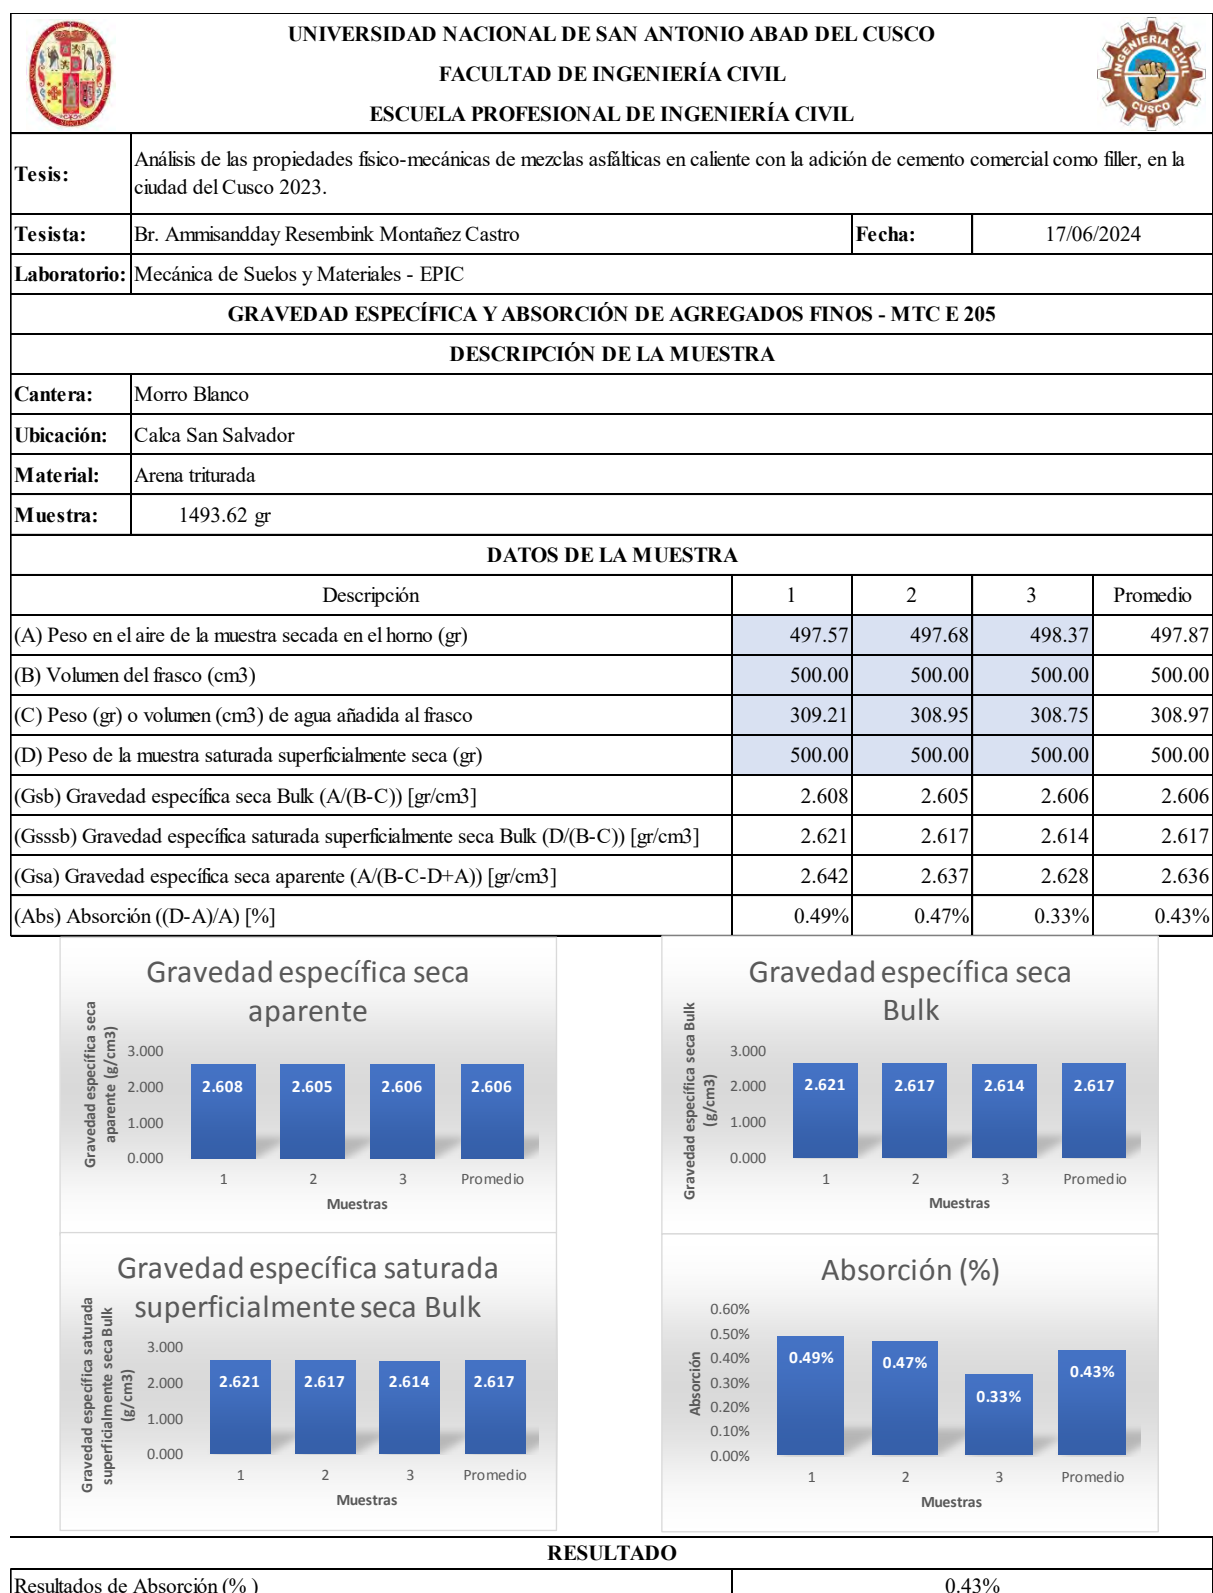 UNIVERSIDAD NACIONAL DE SAN ANTONIO ABAD DEL CUSCO
FACULTAD DE INGENIERÍA CIVIL
ESCUELA PROFESIONAL DE INGENIERÍA CIVIL
INGENIERIA CIVIL
CUSCO
Tesis: Análisis de las propiedades físico-mecánicas de mezclas asfálticas en caliente con la adición de cemento comercial como filler, en la
ciudad del Cusco 2023.
Tesista: Br. Ammisandday Resembink Montañez Castro Fecha: 17/06/2024
Laboratorio: Mecánica de Suelos y Materiales - EPIC
GRAVEDAD ESPECÍFICA Y ABSORCIÓN DE AGREGADOS FINOS - MTC E 205
DESCRIPCIÓN DE LA MUESTRA
Cantera: Morro Blanco
Ubicación: Calca San Salvador
Material: Arena triturada
Muestra: 1493.62 gr
DATOS DE LA MUESTRA
Descripción 1 2 3 Promedio
(A) Peso en el aire de la muestra secada en el horno (gr) 497.57 497.68 498.37 497.87
(B) Volumen del frasco (cm3) 500.00 500.00 500.00 500.00
(C) Peso (gr) o volumen (cm3) de agua añadida al frasco 309.21 308.95 308.75 308.97
(D) Peso de la muestra saturada superficialmente seca (gr) 500.00 500.00 500.00 500.00
(Gsb) Gravedad específica seca Bulk (A/(B-C)) [gr/cm3] 2.608 2.605 2.606 2.606
(Gsssb) Gravedad específica saturada superficialmente seca Bulk (D/(B-C)) [gr/cm3] 2.621 2.617 2.614 2.617
(Gsa) Gravedad específica seca aparente (A/(B-C-D+A)) [gr/cm3] 2.642 2.637 2.628 2.636
(Abs) Absorción ((D-A)/A) [%] 0.49% 0.47% 0.33% 0.43%
Gravedad específica seca
aparente
Gravedad específica seca
aparente (g/cm3)
3.000
2.000
1.000
0.000
2.608 2.605 2.606 2.606
1 2 3 Promedio
Muestras
Gravedad específica seca
Bulk
Gravedad específica seca Bulk
(g/cm3)
3.000
2.000
1.000
0.000
2.621 2.617 2.614 2.617
1 2 3 Promedio
Muestras
Gravedad específica saturada
superficialmente seca Bulk
Gravedad específica saturada
superficialmente seca Bulk
(g/cm3)
3.000
2.000
1.000
0.000
2.621 2.617 2.614 2.617
1 2 3 Promedio
Muestras
Absorción (%)
Absorción
0.60%
0.50%
0.40%
0.30%
0.20%
0.10%
0.00%
0.49% 0.47% 0.33% 0.43%
1 2 3 Promedio
Muestras
RESULTADO
Resultados de Absorción (% ) 0.43%